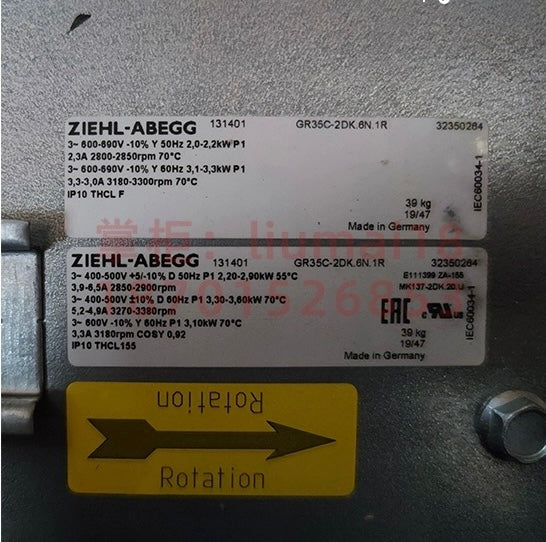 ZIEHL-ABEGG 131401 GR35C-2DK.6N.1R 32350264
3~ 600-690V -10% Y 50Hz 2,0-2,2kW P1
2,3A 2800-2850rpm 70°C
3~ 600-690V -10% Y 60Hz 3,1-3,3kW P1
3,3-3,0A 3180-3300rpm 70°C
IP10 THCL F
39 kg
19/47
Made in Germany
IEC60034-1
掌柜: liumai18
ZIEHL-ABEGG 131401 GR35C-2DK.6N.1R 32350264
3~ 400-500V +5/-10% D 50Hz P1 2,20-2,90kW 55°C
E111399 ZA-155
3,9-6,5A 2850-2900rpm
MK137-2DK.20.U
3~ 400-500V ±10% D 60Hz P1 3,30-3,60kW 70°C
5,2-4,9A 3270-3380rpm
EAC c UL us
3~ 600V -10% Y 60Hz P1 3,10kW 70°C
39 kg
3,3A 3180rpm COSY 0,92
19/47
IP10 THCL155
Made in Germany
IEC60034-1
Rotation
Rotation